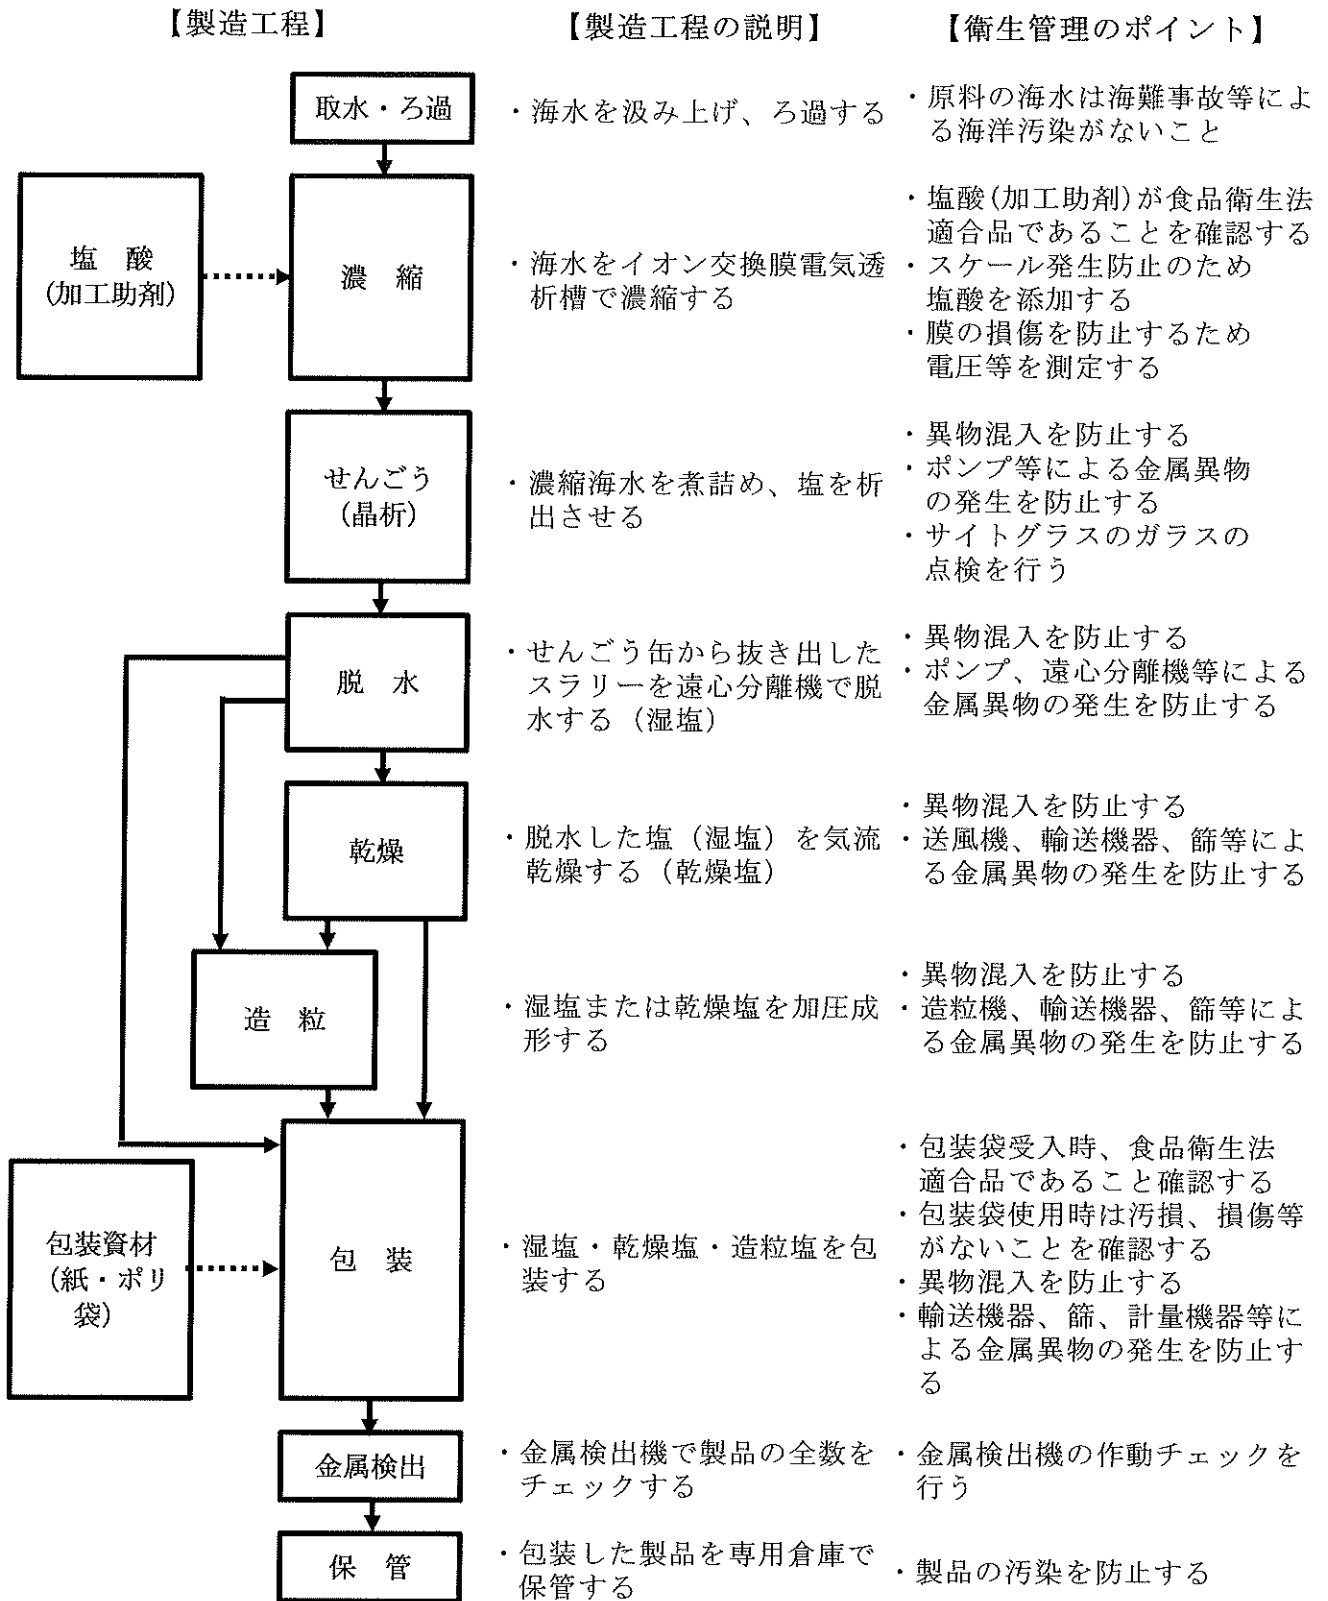 【製造工程】
【製造工程の説明】
【衛生管理のポイント】
取水・ろ過
・海水を汲み上げ、ろ過する
・原料の海水は海難事故等によ
る海洋汚染がないこと
塩 酸
(加工助剤)
濃 縮
・海水をイオン交換膜電気透
析槽で濃縮する
・塩酸(加工助剤)が食品衛生法
適合品であることを確認する
・スケール発生防止のため
塩酸を添加する
・膜の損傷を防止するため
電圧等を測定する
せんごう
(晶析)
・濃縮海水を煮詰め、塩を析
出させる
・異物混入を防止する
・ポンプ等による金属異物
の発生を防止する
・サイトグラスのガラスの
点検を行う
脱 水
・せんごう缶から抜き出した
スラリーを遠心分離機で脱
水する（湿塩）
・異物混入を防止する
・ポンプ、遠心分離機等による
金属異物の発生を防止する
乾燥
・脱水した塩（湿塩）を気流
乾燥する（乾燥塩）
・異物混入を防止する
・送風機、輸送機器、篩等によ
る金属異物の発生を防止する
造 粒
・湿塩または乾燥塩を加圧成
形する
・異物混入を防止する
・造粒機、輸送機器、篩等によ
る金属異物の発生を防止する
包装資材
（紙・ポリ
袋）
包 装
・湿塩・乾燥塩・造粒塩を包
装する
・包装袋受入時、食品衛生法
適合品であること確認する
・包装袋使用時は汚損、損傷等
がないことを確認する
・異物混入を防止する
・輸送機器、篩、計量機器等に
よる金属異物の発生を防止す
る
金属検出
・金属検出機で製品の全数を
チェックする
・金属検出機の作動チェックを
行う
保 管
・包装した製品を専用倉庫で
保管する
・製品の汚染を防止する